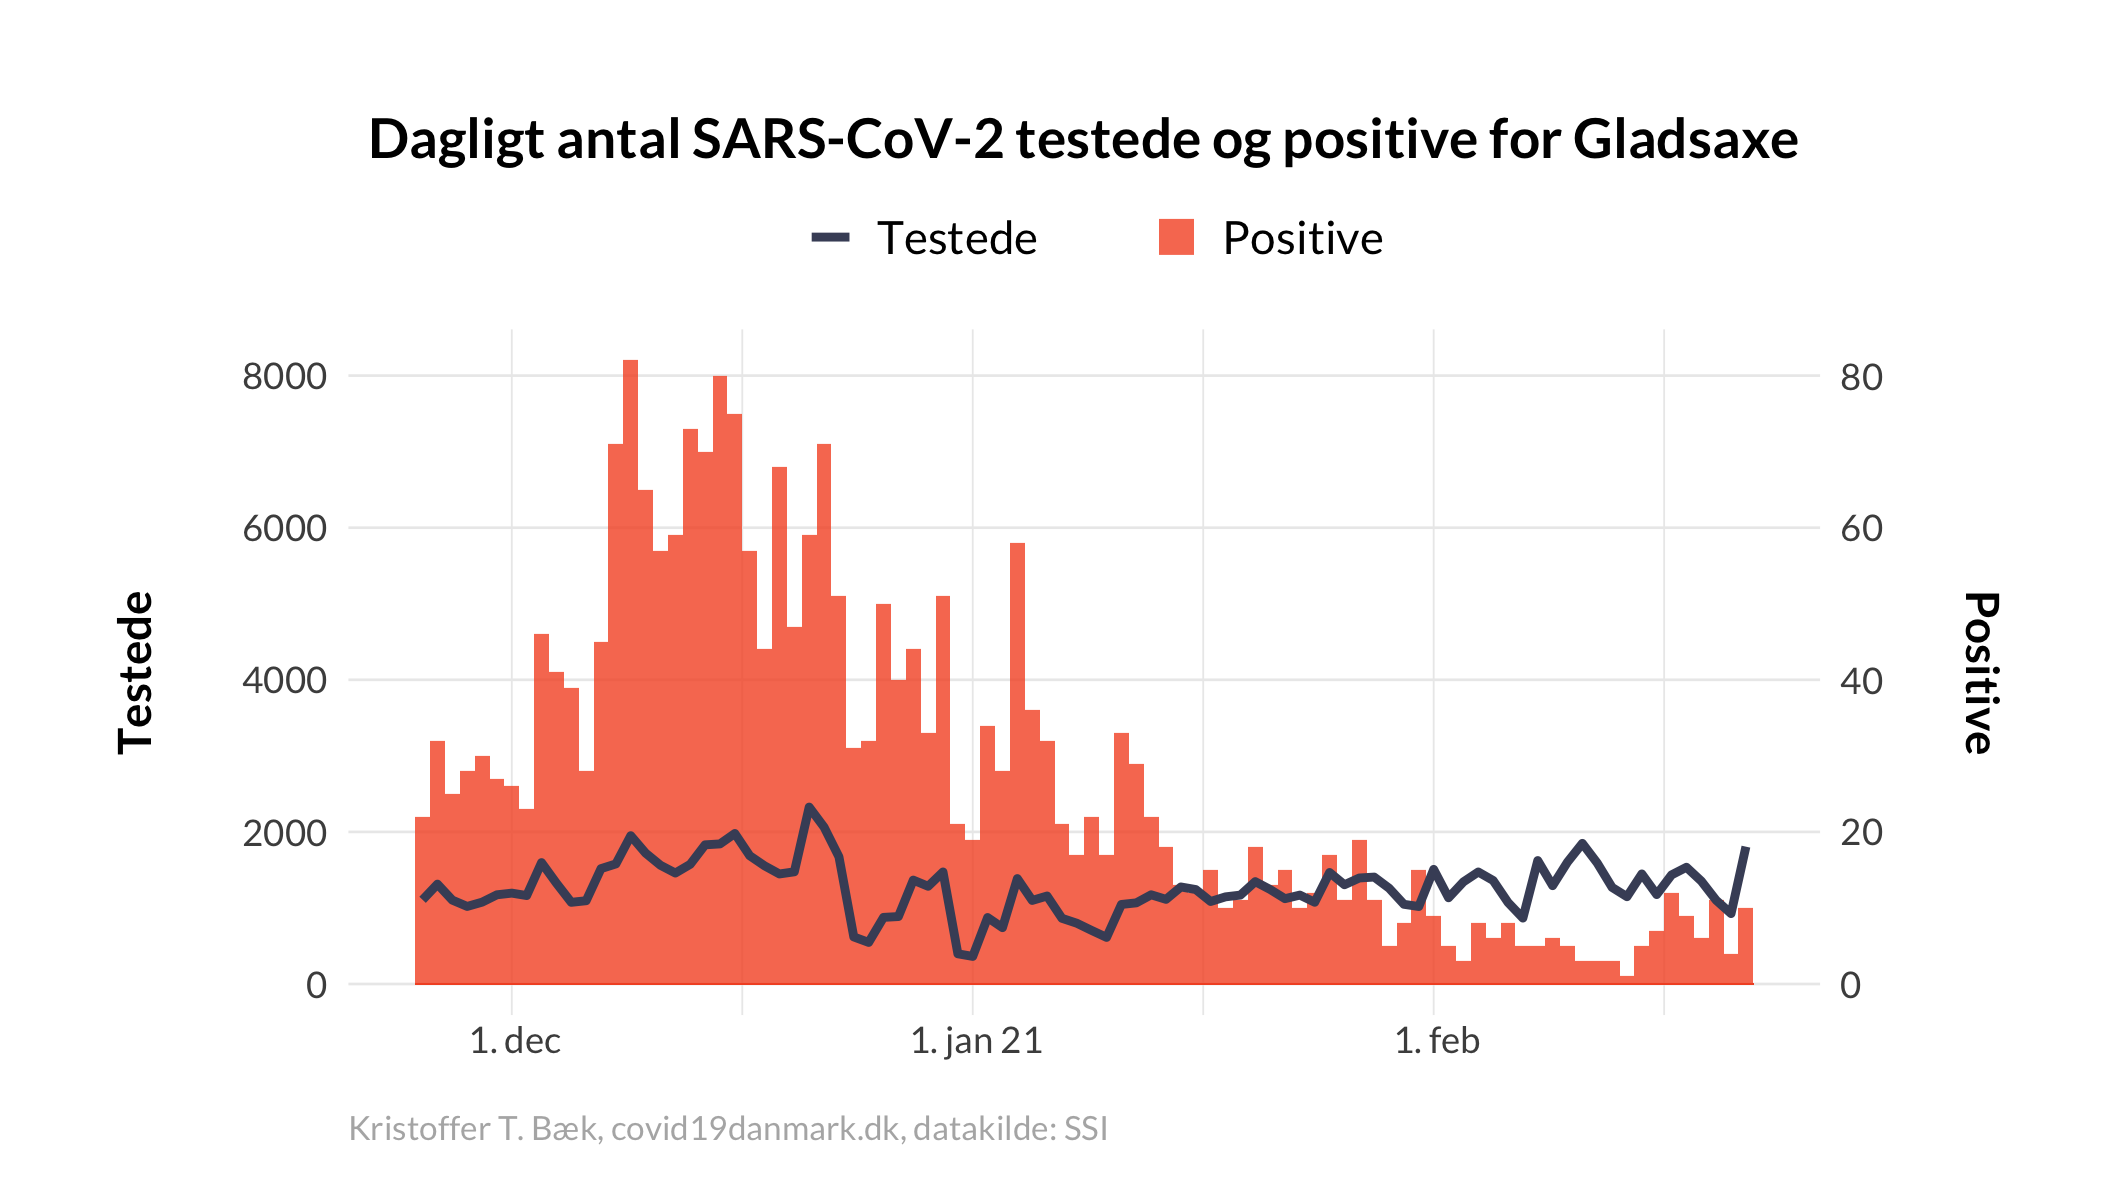 Dagligt antal SARS-CoV-2 testede og positive for Gladsaxe
Testede Positive
8000 80
6000 60
4000 40
2000 20
0 0
Testede
Positive
1. dec 1. jan 21 1. feb
Kristoffer T. Bæk, covid19danmark.dk, datakilde: SSI